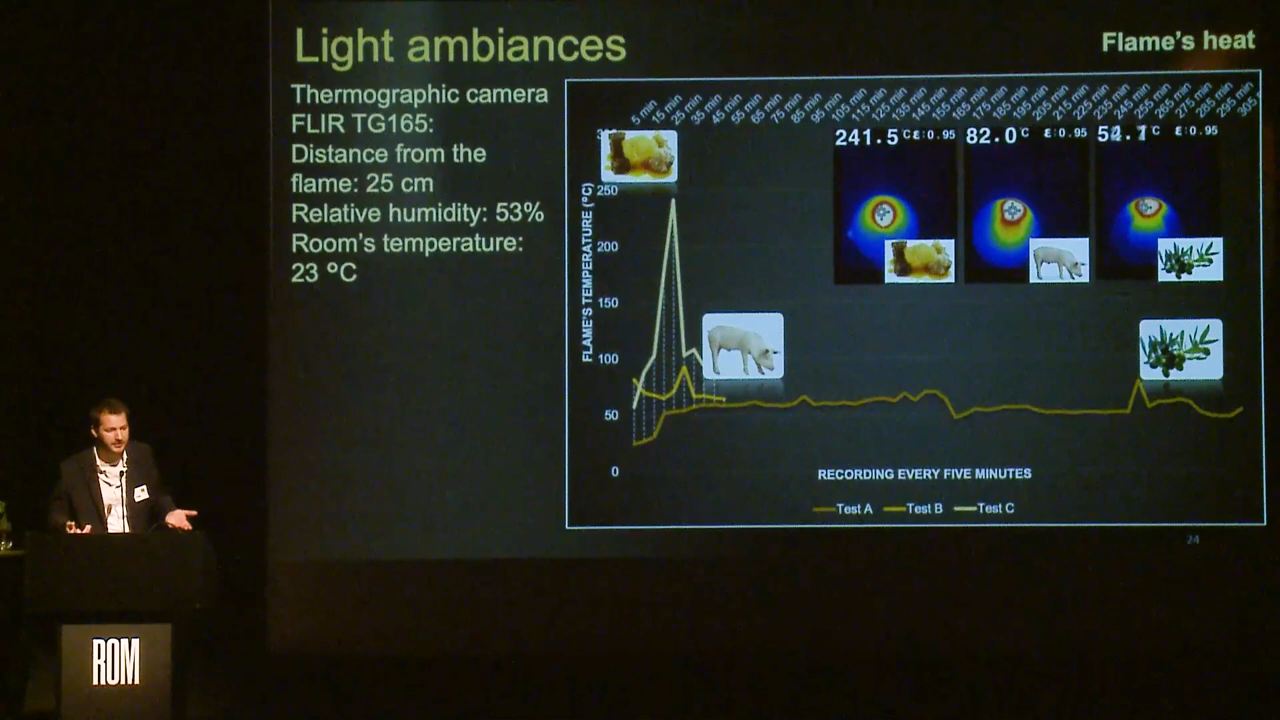 Light ambiances
Flame's heat
Thermographic camera
FLIR TG165:
Distance from the
flame: 25 cm
Relative humidity: 53%
Room's temperature:
23 ºC
5 min
15 min
25 min
35 min
45 min
55 min
65 min
75 min
85 min
95 min
105 min
115 min
125 min
135 min
145 min
155 min
165 min
175 min
185 min
195 min
205 min
215 min
225 min
235 min
245 min
255 min
265 min
275 min
285 min
295 min
305
241.5 °C ε:0.95
82.0°C ε:0.95
°C ε:0.95
FLAME'S TEMPERATURE (ºC)
250
200
150
100
50
0
RECORDING EVERY FIVE MINUTES
Test A
Test B
Test C
24
ROM